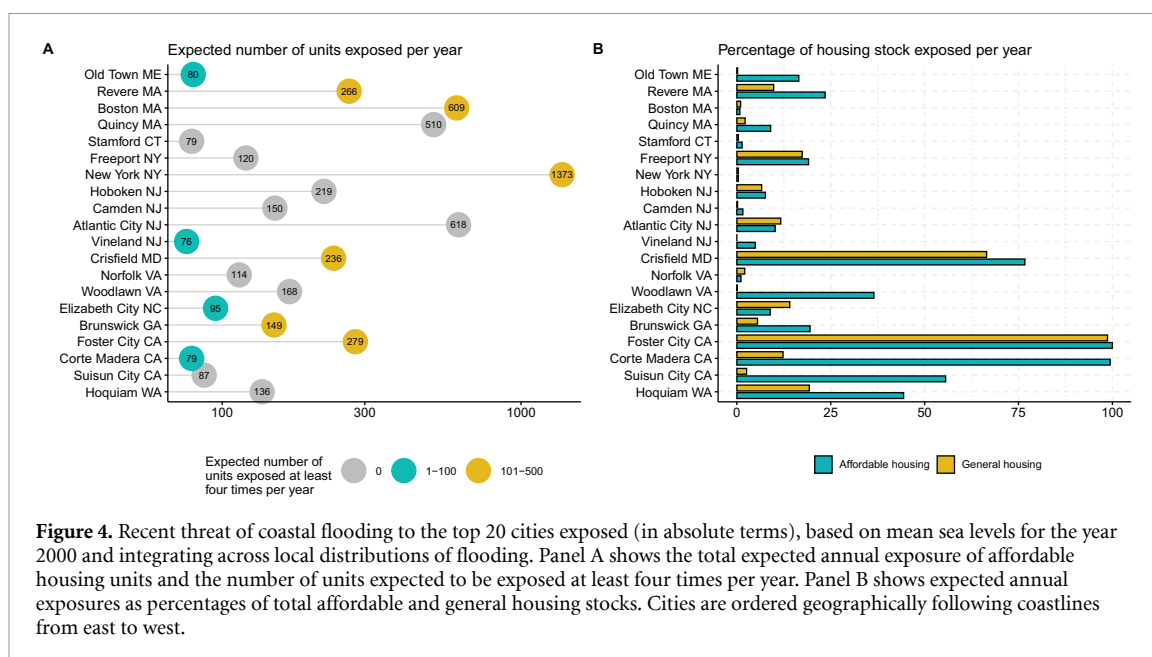 A
Expected number of units exposed per year
Old Town ME
80
Revere MA
266
Boston MA
609
Quincy MA
510
Stamford CT
79
Freeport NY
120
New York NY
1373
Hoboken NJ
219
Camden NJ
150
Atlantic City NJ
618
Vineland NJ
76
Crisfield MD
236
Norfolk VA
114
Woodlawn VA
168
Elizabeth City NC
95
Brunswick GA
149
Foster City CA
279
Corte Madera CA
79
Suisun City CA
87
Hoquiam WA
136
100
300
1000
Expected number of
units exposed at least
four times per year
0
1−100
101−500
B
Percentage of housing stock exposed per year
Old Town ME
Revere MA
Boston MA
Quincy MA
Stamford CT
Freeport NY
New York NY
Hoboken NJ
Camden NJ
Atlantic City NJ
Vineland NJ
Crisfield MD
Norfolk VA
Woodlawn VA
Elizabeth City NC
Brunswick GA
Foster City CA
Corte Madera CA
Suisun City CA
Hoquiam WA
0
25
50
75
100
Affordable housing
General housing
Figure 4. Recent threat of coastal flooding to the top 20 cities exposed (in absolute terms), based on mean sea levels for the year
2000 and integrating across local distributions of flooding. Panel A shows the total expected annual exposure of affordable
housing units and the number of units expected to be exposed at least four times per year. Panel B shows expected annual
exposures as percentages of total affordable and general housing stocks. Cities are ordered geographically following coastlines
from east to west.